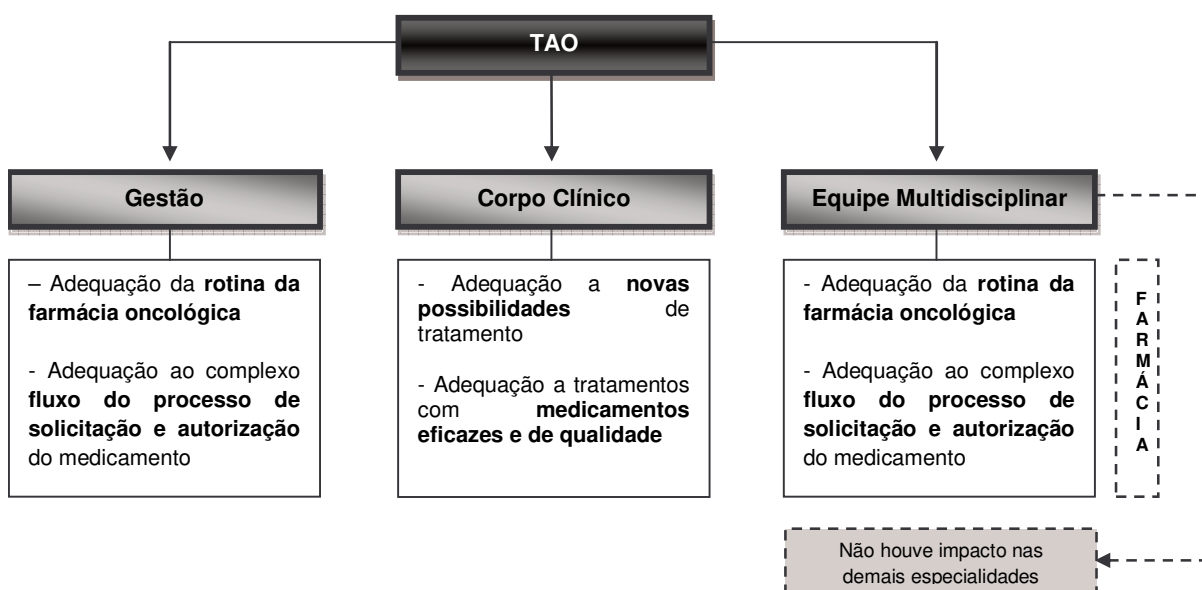 TAO
Gestão
– Adequação da rotina da
farmácia oncológica
- Adequação ao complexo
fluxo do processo de
solicitação e autorização
do medicamento
Corpo Clínico
- Adequação a novas
possibilidades de
tratamento
- Adequação a tratamentos
com medicamentos
eficazes e de qualidade
Equipe Multidisciplinar
- Adequação da rotina da
farmácia oncológica
- Adequação ao complexo
fluxo do processo de
solicitação e autorização
do medicamento
F
A
R
M
Á
C
I
A
Não houve impacto nas
demais especialidades